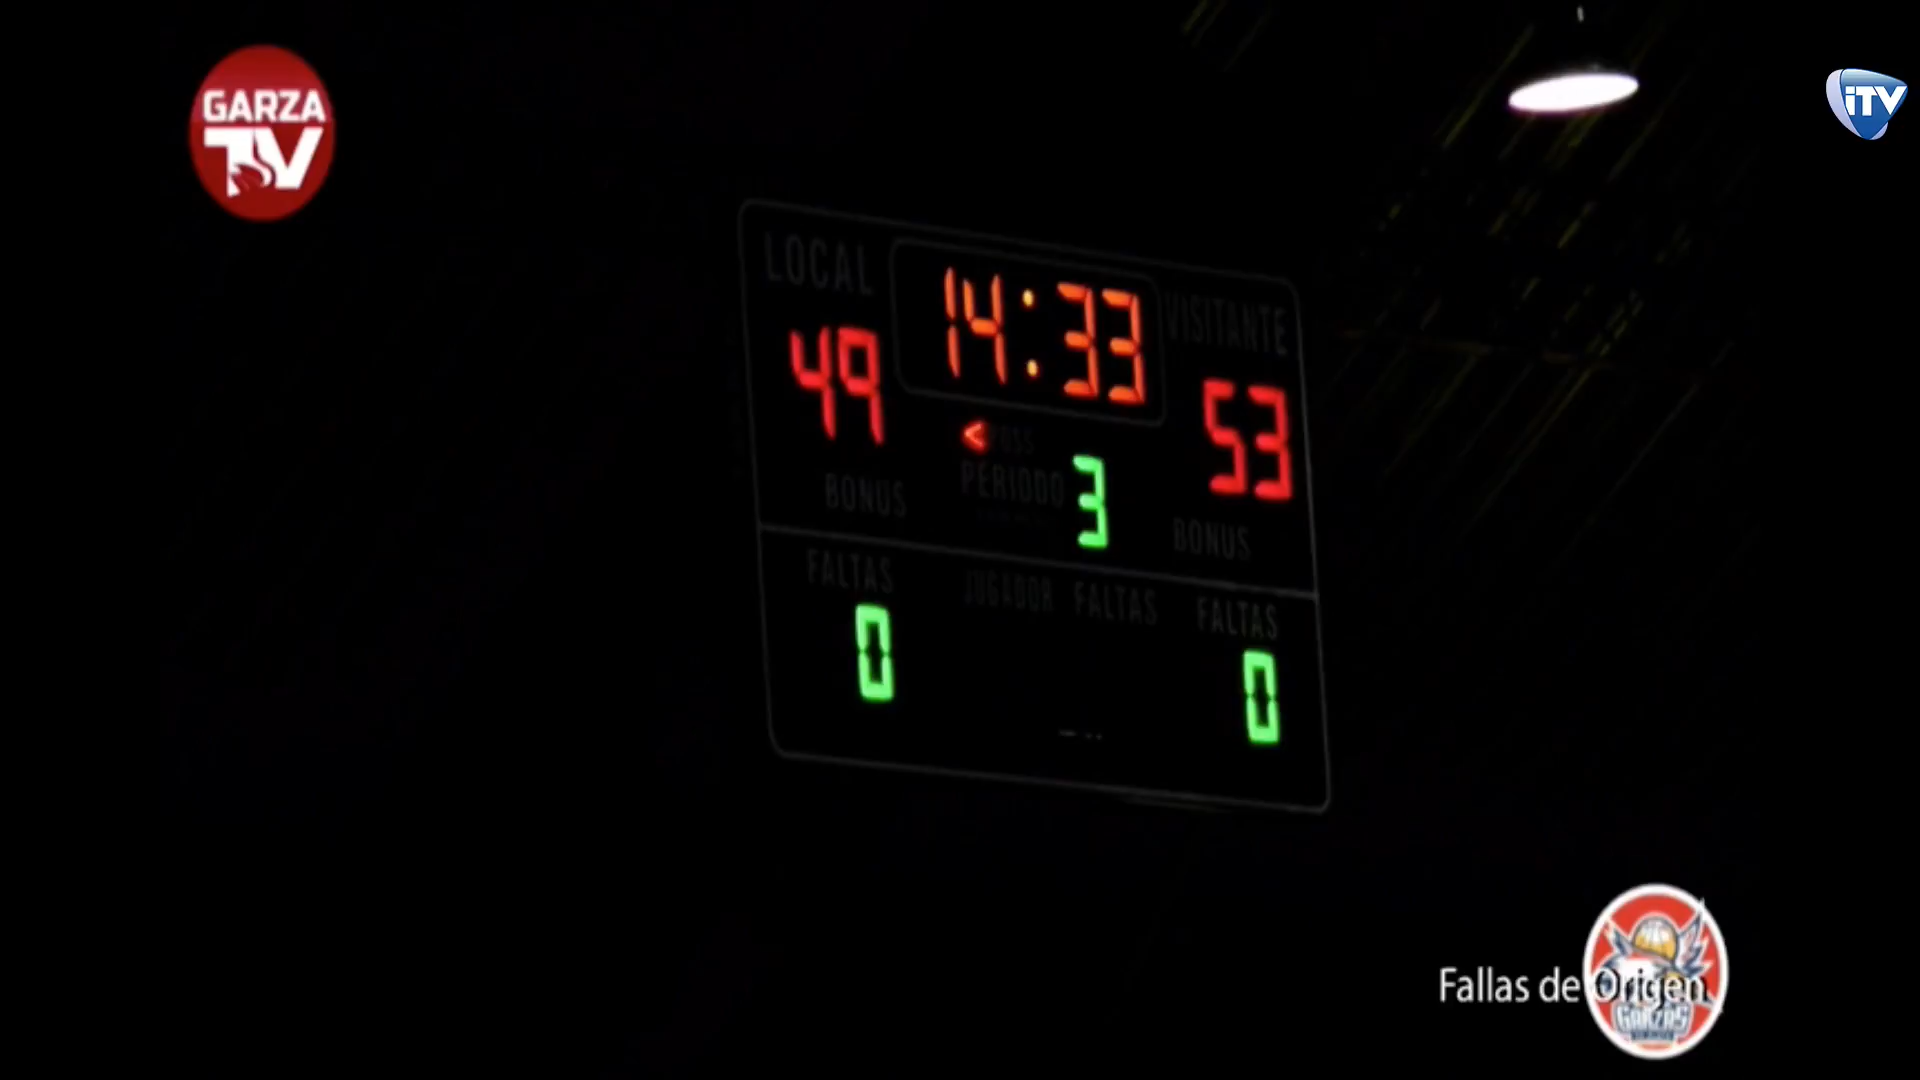 GARZA
TV
iTV
LOCAL
14:33
VISITANTE
49
53
< POSS
PERIODO 3
BONUS
BONUS
FALTAS
JUGADOR FALTAS
FALTAS
0
0
Fallas de Origen
GARZAS